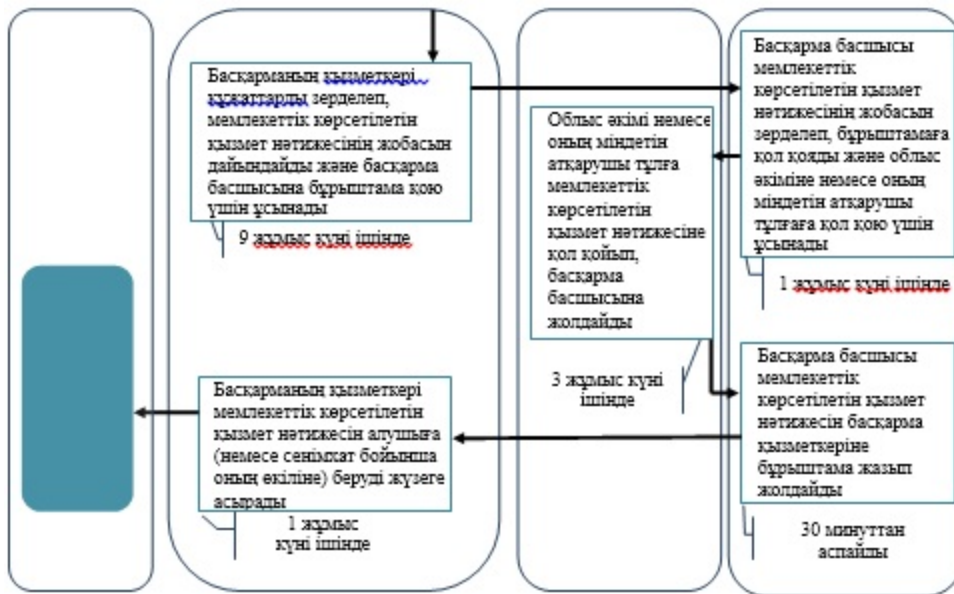 Басқарманың қызметкері
құжаттарды зерделеп,
мемлекеттік көрсетілетін
қызмет нәтижесінің жобасын
дайындайды және басқарма
басшысына бұрыштама қою
үшін ұсынады
9 жұмыс күні ішінде
Басқарма басшысы
мемлекеттік
көрсетілетін қызмет
нәтижесінің жобасын
зерделеп, бұрыштамаға
қол қояды және облыс
әкіміне немесе оның
міндетін атқарушы
тұлғаға қол қою үшін
ұсынады
1 жұмыс күні ішінде
Облыс әкімі немесе
оның міндетін
атқарушы тұлға
мемлекеттік
көрсетілетін
қызмет нәтижесіне
қол қойып,
басқарма
басшысына
жолдайды
3 жұмыс күні
ішінде
Басқарма басшысы
мемлекеттік
көрсетілетін қызмет
нәтижесін басқарма
қызметкеріне
бұрыштама жазып
жолдайды
30 минуттан
аспайды
Басқарманың қызметкері
мемлекеттік көрсетілетін
қызмет нәтижесін алушыға
(немесе сенімхат бойынша
оның өкіліне) беруді жүзеге
асырады
1 жұмыс
күні ішінде